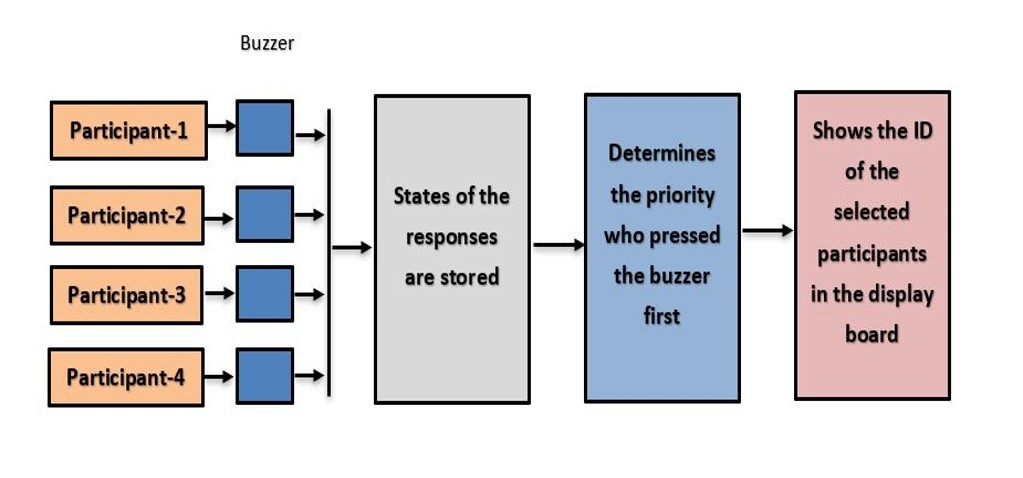 Buzzer
Participant-1
Participant-2
Participant-3
Participant-4
States of the
responses
are stored
Determines
the priority
who pressed
the buzzer
first
Shows the ID
of the
selected
participants
in the display
board